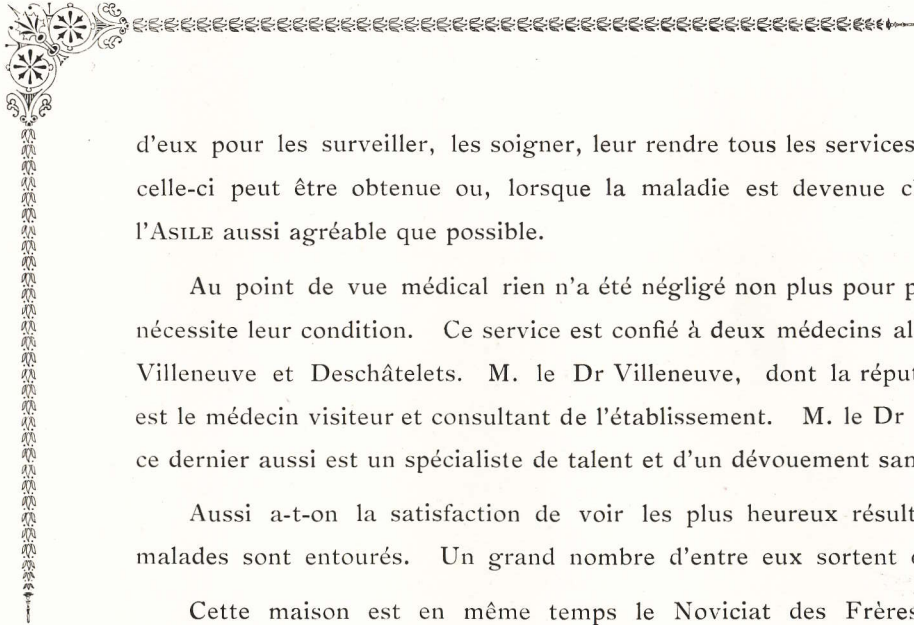 d'eux pour les surveiller, les soigner, leur rendre tous les services
celle-ci peut être obtenue ou, lorsque la maladie est devenue c
l'ASILE aussi agréable que possible.
Au point de vue médical rien n'a été négligé non plus pour p
nécessite leur condition. Ce service est confié à deux médecins al
Villeneuve et Deschâtelets. M. le Dr Villeneuve, dont la réput
est le médecin visiteur et consultant de l'établissement. M. le Dr
ce dernier aussi est un spécialiste de talent et d'un dévouement san
Aussi a-t-on la satisfaction de voir les plus heureux résult
malades sont entourés. Un grand nombre d'entre eux sortent
Cette maison est en même temps le Noviciat des Frères